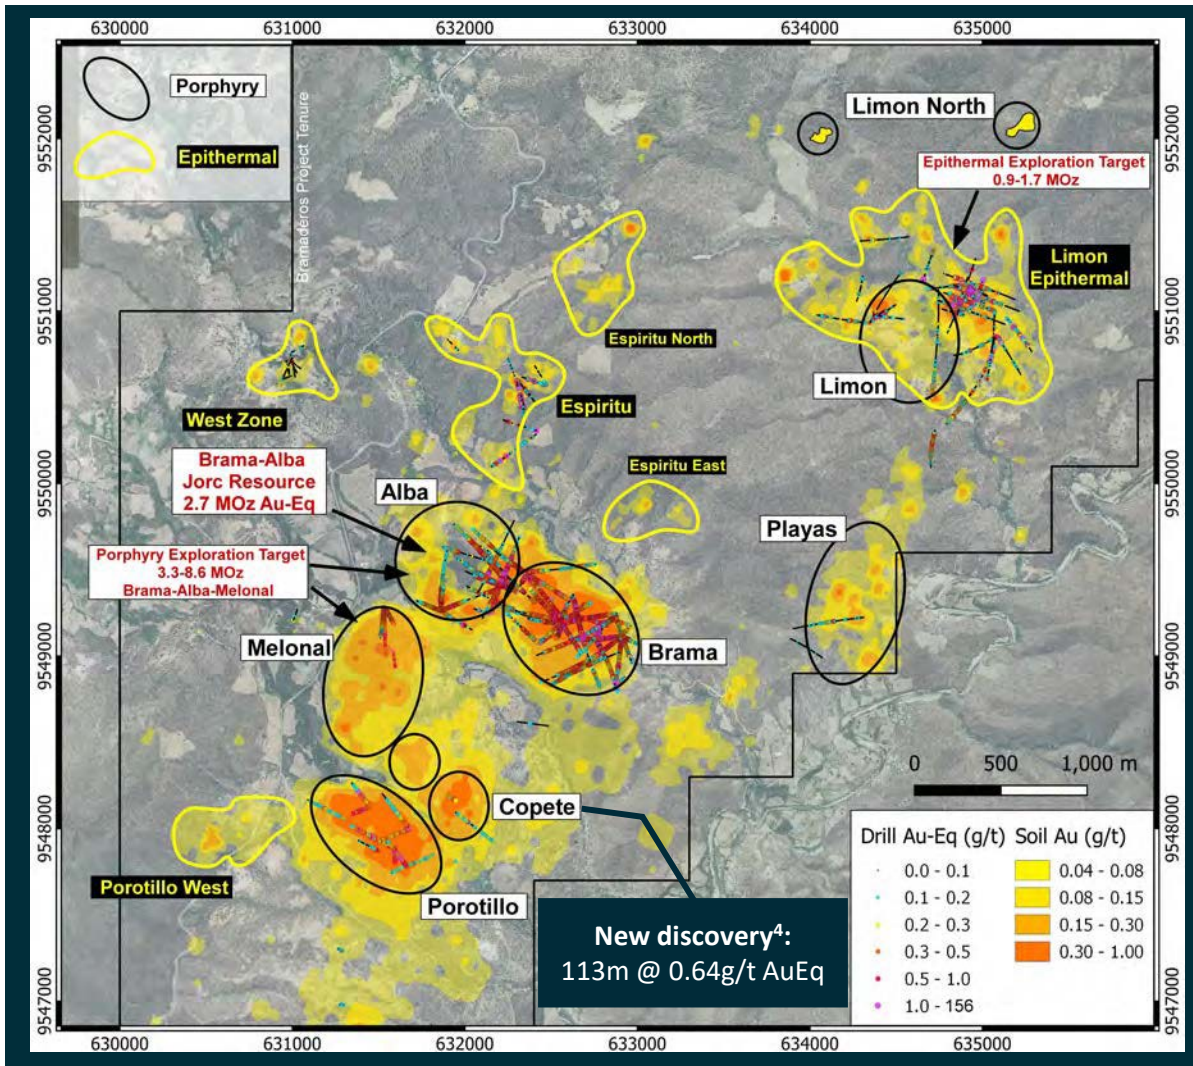 630000
631000
632000
633000
634000
635000
Porphyry
Epithermal
Bramaderos Project Tenure
Limon North
Epithermal Exploration Target
0.9-1.7 MOz
Limon
Epithermal
Espiritu North
Limon
West Zone
Espiritu
Brama-Alba
Jorc Resource
2.7 MOz Au-Eq
Espiritu East
Alba
Playas
Porphyry Exploration Target
3.3-8.6 MOz
Brama-Alba-Melonal
Melonal
Brama
0 500 1,000 m
Copete
Porotillo West
Porotillo
New discovery4:
113m @ 0.64g/t AuEq
Drill Au-Eq (g/t)
0.0 - 0.1
0.1 - 0.2
0.2 - 0.3
0.3 - 0.5
0.5 - 1.0
1.0 - 156
Soil Au (g/t)
0.04 - 0.08
0.08 - 0.15
0.15 - 0.30
0.30 - 1.00
9552000
9551000
9550000
9549000
9548000
9547000
9552000
9551000
9550000
9549000
9548000
9547000
630000
631000
632000
633000
634000
635000